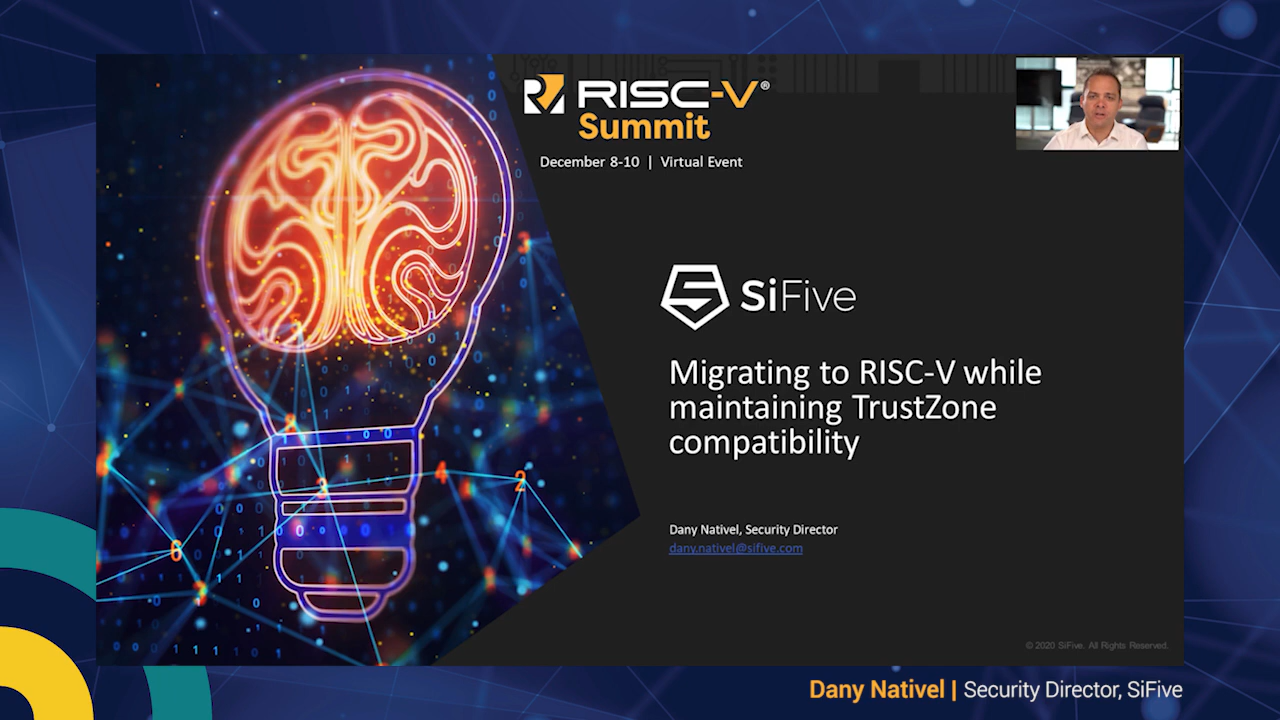 RISC-V®
Summit
December 8-10 | Virtual Event
SiFive
Migrating to RISC-V while
maintaining TrustZone
compatibility
Dany Nativel, Security Director
dany.nativel@sifive.com
© 2020 SiFive. All Rights Reserved.
Dany Nativel | Security Director, SiFive